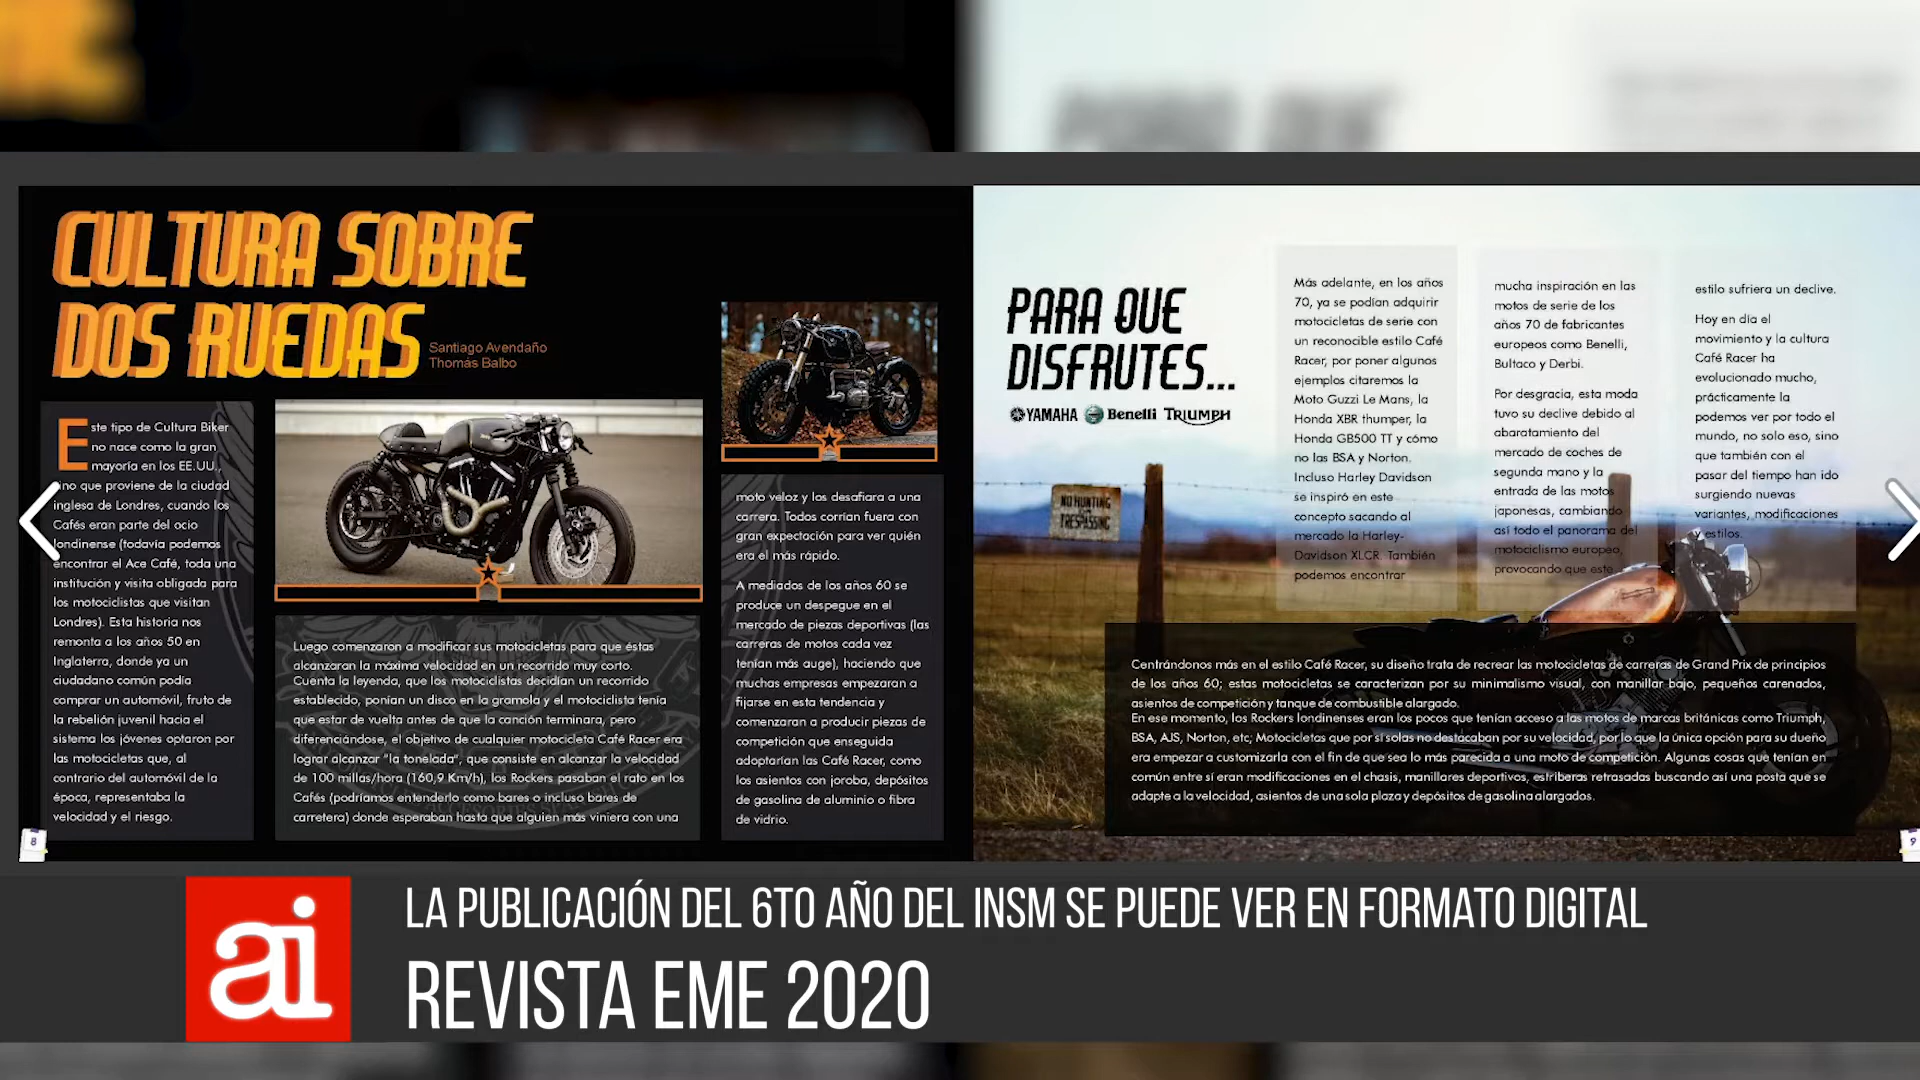 CULTURA SOBRE
DOS RUEDAS
Santiago Avendaño
Thomás Balbo
Este tipo de Cultura Biker
no nace como la gran
mayoría en los EE.UU.,
ino que proviene de la ciudad
inglesa de Londres, cuando los
Cafés eran parte del ocio
londinense (todavía podemos
encontrar el Ace Café, toda una
institución y visita obligada para
los motociclistas que visitan
Londres). Esta historia nos
remonta a los años 50 en
Inglaterra, donde ya un
ciudadano común podía
comprar un automóvil, fruto de
la rebelión juvenil hacia el
sistema los jóvenes optaron por
las motocicletas que, al
contrario del automóvil de la
época, representaba la
velocidad y el riesgo.
Luego comenzaron a modificar sus motocicletas para que éstas
alcanzaran la máxima velocidad en un recorrido muy corto.
Cuenta la leyenda, que los motociclistas decidían un recorrido
establecido, ponían un disco en la gramola y el motociclista tenía
que estar de vuelta antes de que la canción terminara, pero
diferenciándose, el objetivo de cualquier motocicleta Café Racer era
lograr alcanzar “la tonelada”, que consiste en alcanzar la velocidad
de 100 millas/hora (160,9 Km/h), los Rockers pasaban el rato en los
Cafés (podríamos entenderlo como bares o incluso bares de
carretera) donde esperaban hasta que alguien más viniera con una
moto veloz y los desafiara a una
carrera. Todos corrían fuera con
gran expectación para ver quién
era el más rápido.
A mediados de los años 60 se
produce un despegue en el
mercado de piezas deportivas (las
carreras de motos cada vez
tenían más auge), haciendo que
muchas empresas empezaran a
fijarse en esta tendencia y
comenzaran a producir piezas de
competición que enseguida
adoptarían las Café Racer, como
los asientos con joroba, depósitos
de gasolina de aluminio o fibra
de vidrio.
8
PARA QUE
DISFRUTES...
YAMAHA Benelli TRIUMPH
NO HUNTING
TRESPASSING
Más adelante, en los años
70, ya se podían adquirir
motocicletas de serie con
un reconocible estilo Café
Racer, por poner algunos
ejemplos citaremos la
Moto Guzzi Le Mans, la
Honda XBR thumper, la
Honda GB500 TT y cómo
no las BSA y Norton.
Incluso Harley Davidson
se inspiró en este
concepto sacando al
mercado la Harley-
Davidson XLCR. También
podemos encontrar
mucha inspiración en las
motos de serie de los
años 70 de fabricantes
europeos como Benelli,
Bultaco y Derbi.
Por desgracia, esta moda
tuvo su declive debido al
abaratamiento del
mercado de coches de
segunda mano y la
entrada de las motos
japonesas, cambiando
así todo el panorama del
motociclismo europeo,
provocando que este
estilo sufriera un declive.
Hoy en día el
movimiento y la cultura
Café Racer ha
evolucionado mucho,
prácticamente la
podemos ver por todo el
mundo, no solo eso, sino
que también con el
pasar del tiempo han ido
surgiendo nuevas
variantes, modificaciones
y estilos.
Centrándonos más en el estilo Café Racer, su diseño trata de recrear las motocicletas de carreras de Grand Prix de principios
de los años 60; estas motocicletas se caracterizan por su minimalismo visual, con manillar bajo, pequeños carenados,
asientos de competición y tanque de combustible alargado.
En ese momento, los Rockers londinenses eran los pocos que tenían acceso a las motos de marcas británicas como Triumph,
BSA, AJS, Norton, etc; Motocicletas que por sí solas no destacaban por su velocidad, por lo que la única opción para su dueño
era empezar a customizarla con el fin de que sea lo más parecida a una moto de competición. Algunas cosas que tenían en
común entre sí eran modificaciones en el chasis, manillares deportivos, estriberas retrasadas buscando así una posta que se
adapte a la velocidad, asientos de una sola plaza y depósitos de gasolina alargados.
9
ai
LA PUBLICACIÓN DEL 6TO AÑO DEL INSM SE PUEDE VER EN FORMATO DIGITAL
REVISTA EME 2020